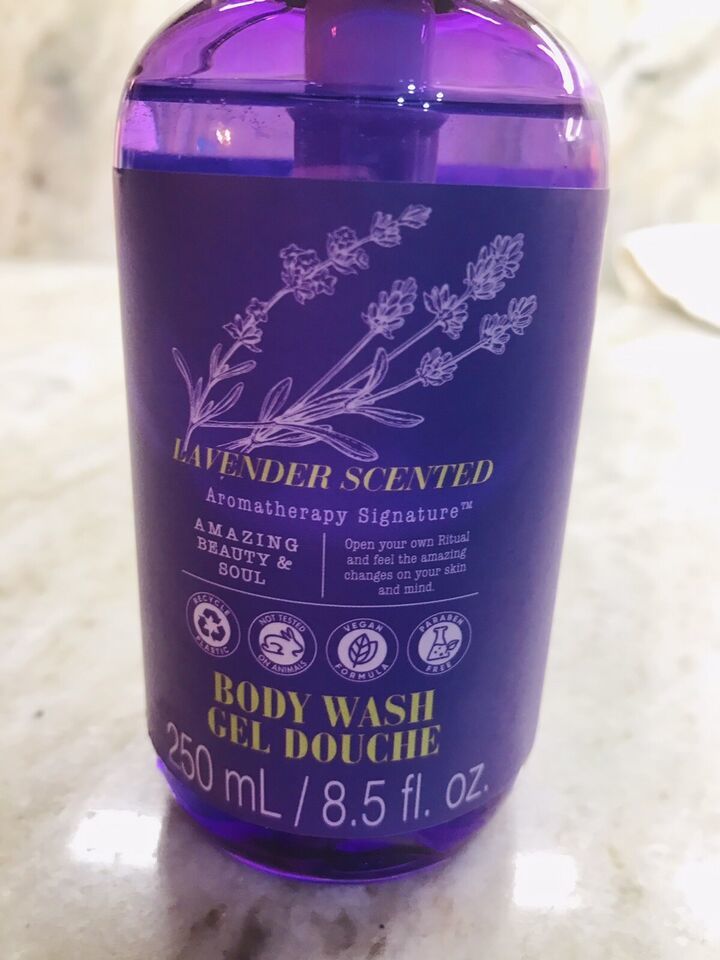 LAVENDER SCENTED
Aromatherapy Signature™
AMAZING
BEAUTY &
SOUL
Open your own Ritual
and feel the amazing
changes on your skin
and mind.
RECYCLE
PLASTIC
NOT TESTED
ON ANIMALS
VEGAN
FORMULA
PARABEN
FREE
BODY WASH
GEL DOUCHE
250 mL / 8.5 fl. oz.